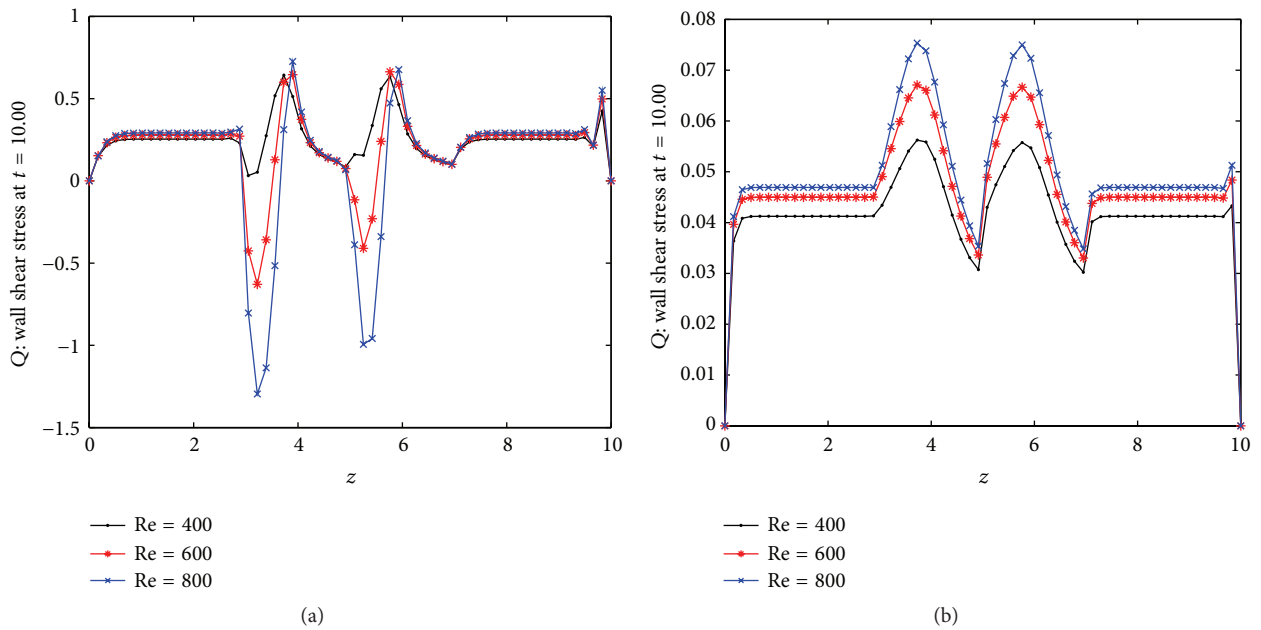 1
0.5
0
−0.5
−1
−1.5
Q: wall shear stress at t = 10.00
0 2 4 6 8 10
z
Re = 400
Re = 600
Re = 800
(a)
0.08
0.07
0.06
0.05
0.04
0.03
0.02
0.01
0
Q: wall shear stress at t = 10.00
0 2 4 6 8 10
z
Re = 400
Re = 600
Re = 800
(b)